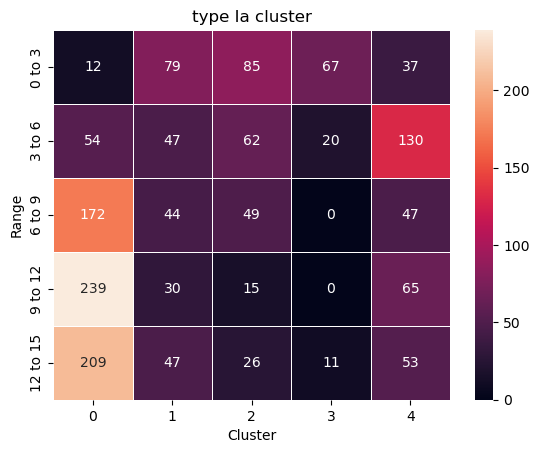 type Ia cluster
0 to 3 12 79 85 67 37
3 to 6 54 47 62 20 130
6 to 9 172 44 49 0 47
9 to 12 239 30 15 0 65
12 to 15 209 47 26 11 53
0 1 2 3 4
Range
Cluster
200
150
100
50
0